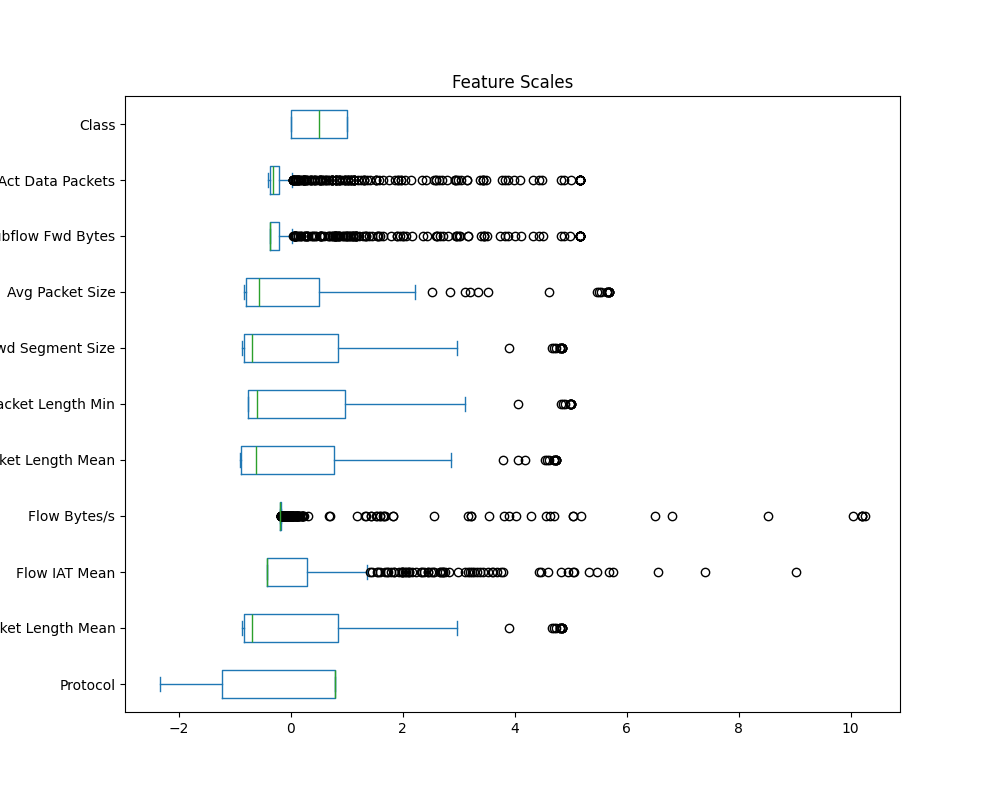 Feature Scales
Class
Act Data Packets
bflow Fwd Bytes
Avg Packet Size
wd Segment Size
acket Length Min
ket Length Mean
Flow Bytes/s
Flow IAT Mean
ket Length Mean
Protocol
−2 0 2 4 6 8 10